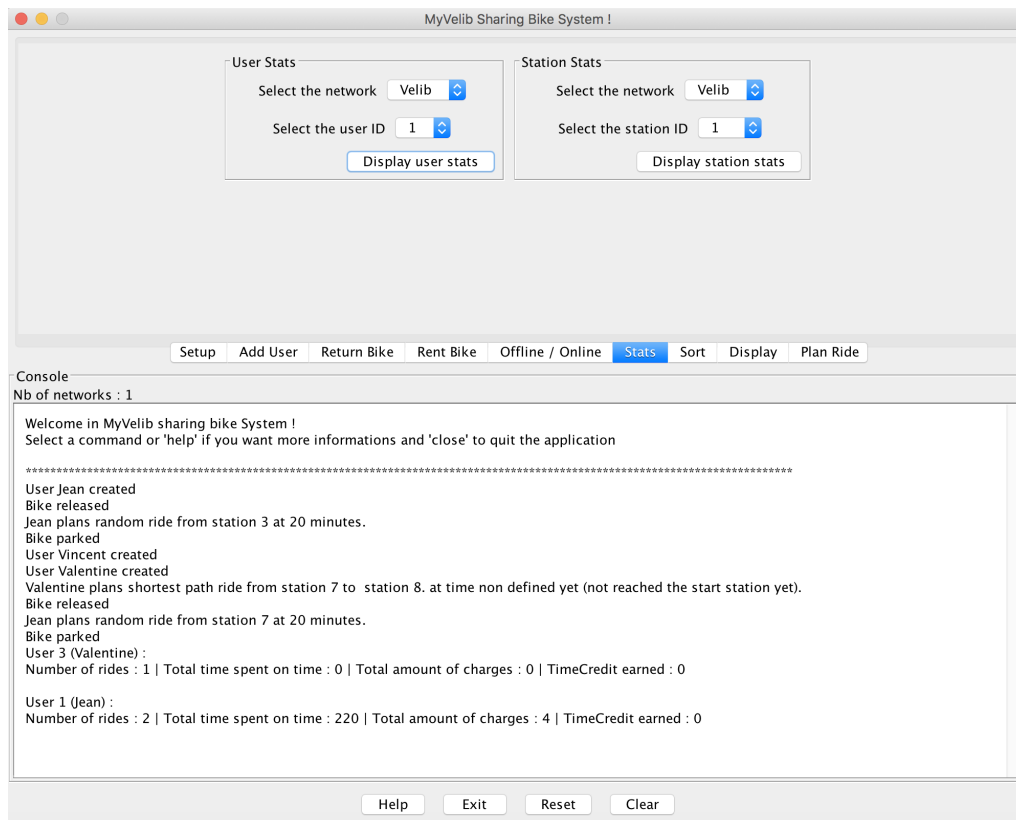 MyVelib Sharing Bike System !
User Stats
Select the network Velib
Select the user ID 1
Display user stats
Station Stats
Select the network Velib
Select the station ID 1
Display station stats
Setup Add User Return Bike Rent Bike Offline / Online Stats Sort Display Plan Ride
Console
Nb of networks : 1
Welcome in MyVelib sharing bike System !
Select a command or 'help' if you want more informations and 'close' to quit the application
********************************************************************************************************************************
User Jean created
Bike released
Jean plans random ride from station 3 at 20 minutes.
Bike parked
User Vincent created
User Valentine created
Valentine plans shortest path ride from station 7 to  station 8. at time non defined yet (not reached the start station yet).
Bike released
Jean plans random ride from station 7 at 20 minutes.
Bike parked
User 3 (Valentine) :
Number of rides : 1 | Total time spent on time : 0 | Total amount of charges : 0 | TimeCredit earned : 0
User 1 (Jean) :
Number of rides : 2 | Total time spent on time : 220 | Total amount of charges : 4 | TimeCredit earned : 0
Help Exit Reset Clear